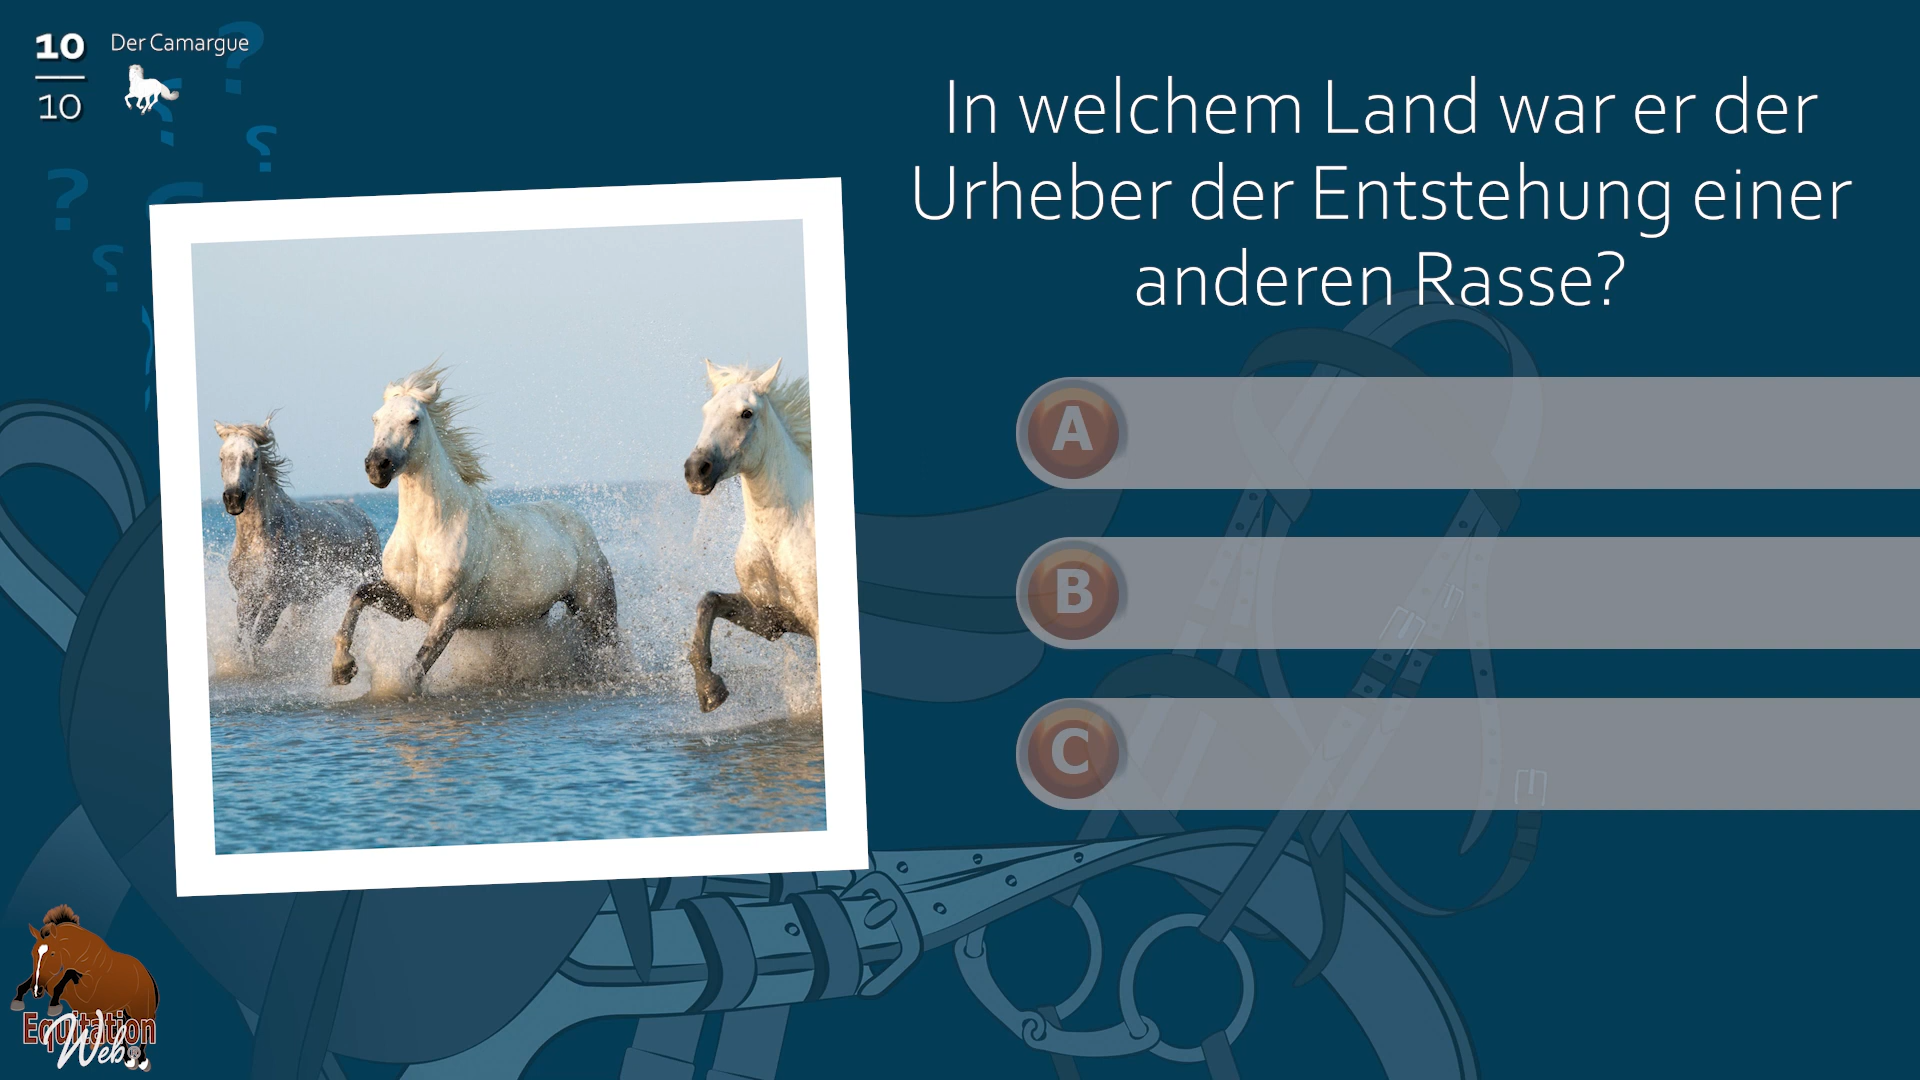 10
10
Der Camargue
In welchem Land war er der
Urheber der Entstehung einer
anderen Rasse?
A
B
C
Equitation
Web